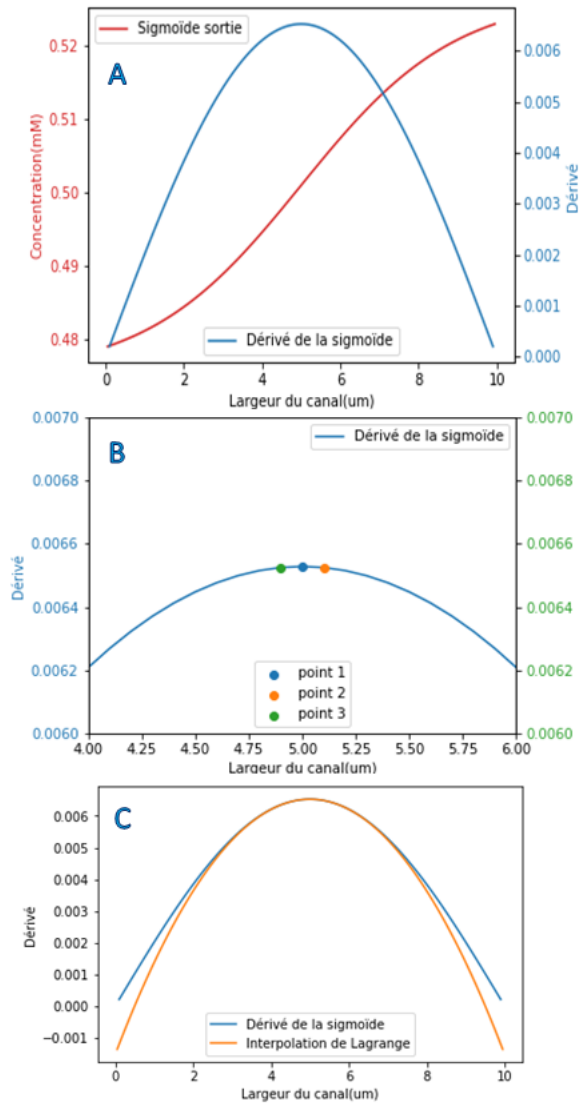 A
Sigmoïde sortie
0.52
0.51
0.50
0.49
0.48
Concentration(mM)
0.006
0.005
0.004
0.003
0.002
0.001
0.000
Dérivé
Dérivé de la sigmoïde
0 2 4 6 8 10
Largeur du canal(um)
B
Dérivé de la sigmoïde
0.0070
0.0068
0.0066
0.0064
0.0062
0.0060
Dérivé
0.0070
0.0068
0.0066
0.0064
0.0062
0.0060
point 1
point 2
point 3
4.00 4.25 4.50 4.75 5.00 5.25 5.50 5.75 6.00
Largeur du canal(um)
C
0.006
0.005
0.004
0.003
0.002
0.001
0.000
−0.001
Dérivé
Dérivé de la sigmoïde
Interpolation de Lagrange
0 2 4 6 8 10
Largeur du canal(um)